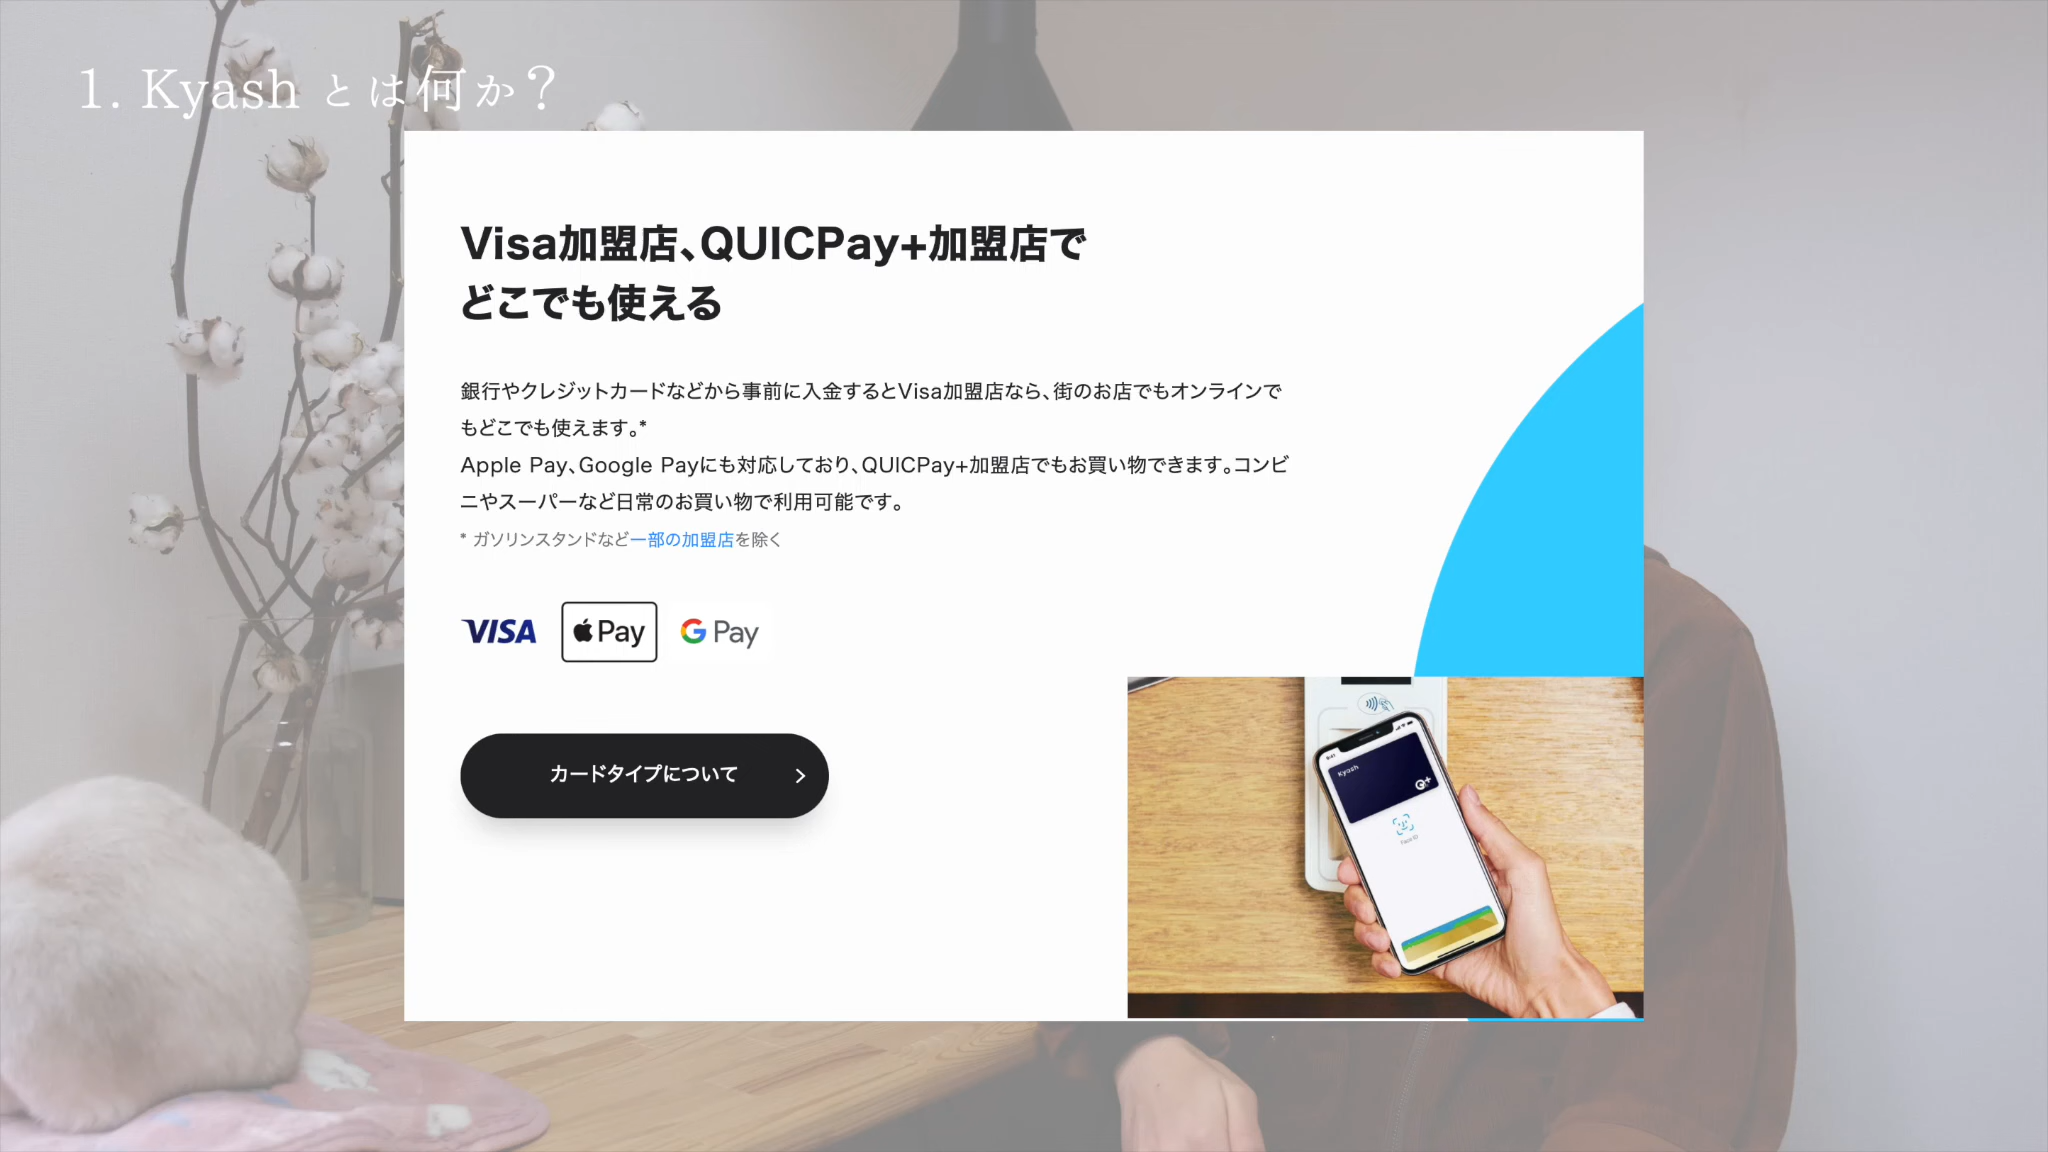 1. Kyash とは何か？
Visa加盟店、QUICPay+加盟店で
どこでも使える
銀行やクレジットカードなどから事前に入金するとVisa加盟店なら、街のお店でもオンラインで
もどこでも使えます。*
Apple Pay、Google Payにも対応しており、QUICPay+加盟店でもお買い物できます。コンビ
ニやスーパーなど日常のお買い物で利用可能です。
* ガソリンスタンドなど一部の加盟店を除く
VISA Pay G Pay
カードタイプについて
Kyash
Face ID